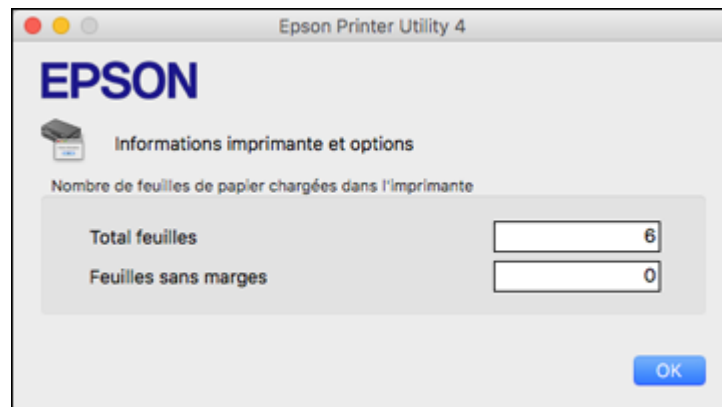 Epson Printer Utility 4
EPSON
Informations imprimante et options
Nombre de feuilles de papier chargées dans l'imprimante
Total feuilles 6
Feuilles sans marges 0
OK